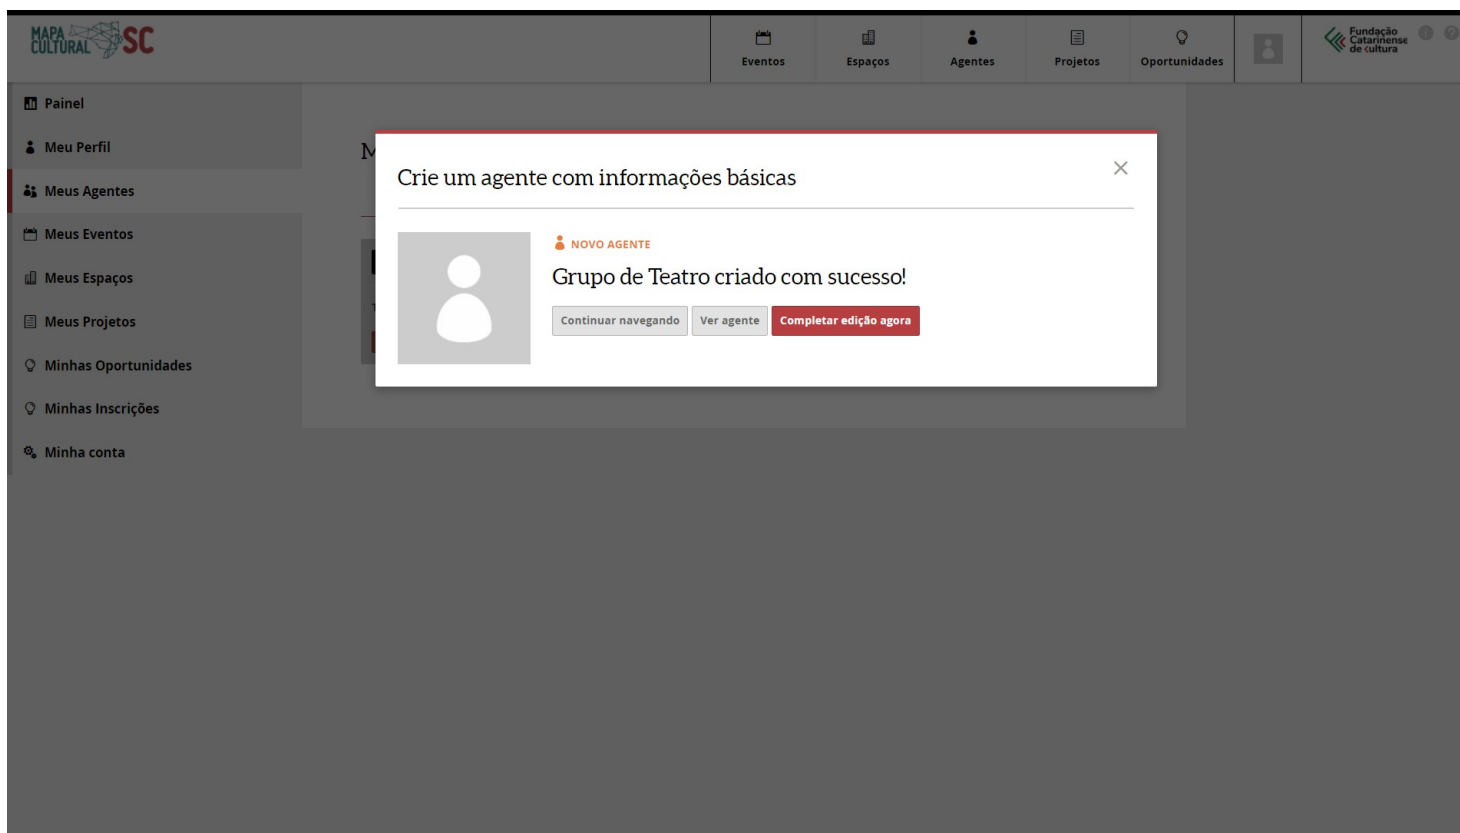 MAPA
CULTURAL SC
Eventos
Espaços
Agentes
Projetos
Oportunidades
Fundação
Catarinense
de cultura
Painel
Meu Perfil
Meus Agentes
Meus Eventos
Meus Espaços
Meus Projetos
Minhas Oportunidades
Minhas Inscrições
Minha conta
M
Crie um agente com informações básicas
NOVO AGENTE
Grupo de Teatro criado com sucesso!
Continuar navegando
Ver agente
Completar edição agora